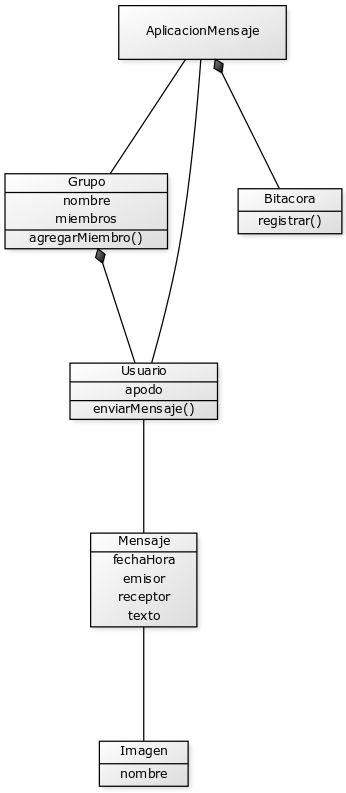 AplicacionMensaje
Grupo
nombre
miembros
agregarMiembro()
Bitacora
registrar()
Usuario
apodo
enviarMensaje()
Mensaje
fechaHora
emisor
receptor
texto
Imagen
nombre